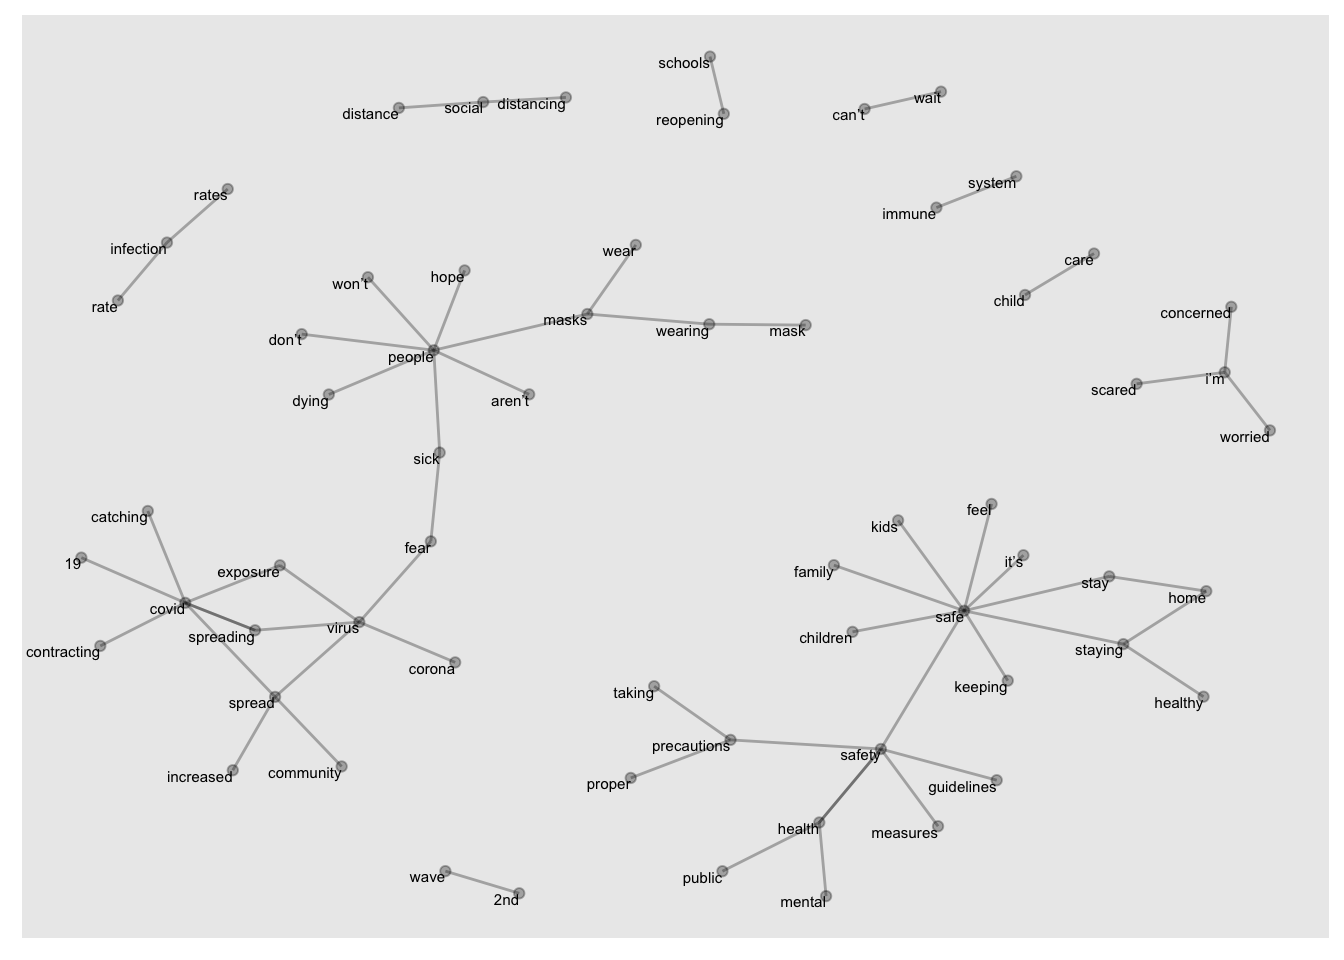 schools
distance
social
distancing
wait
can't
reopening
system
rates
immune
infection
wear
care
hope
won't
child
rate
concerned
masks
wearing
mask
don't
people
i'm
scared
dying
aren't
worried
sick
feel
catching
kids
fear
it's
19
exposure
family
stay
home
covid
safe
spreading
virus
children
contracting
staying
corona
keeping
taking
spread
healthy
precautions
safety
increased
community
proper
guidelines
health
measures
wave
public
2nd
mental